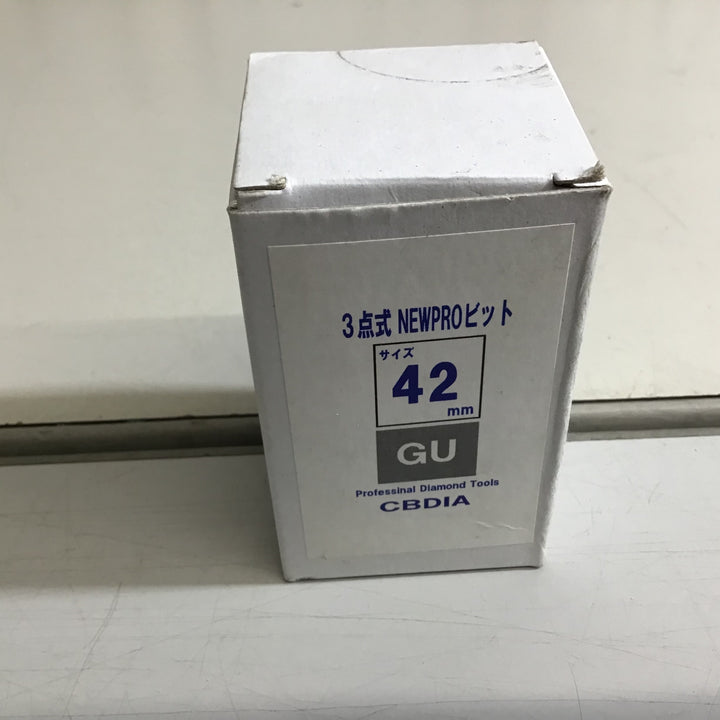 3点式 NEWPROビット
サイズ
42
mm
GU
Professinal Diamond Tools
CBDIA